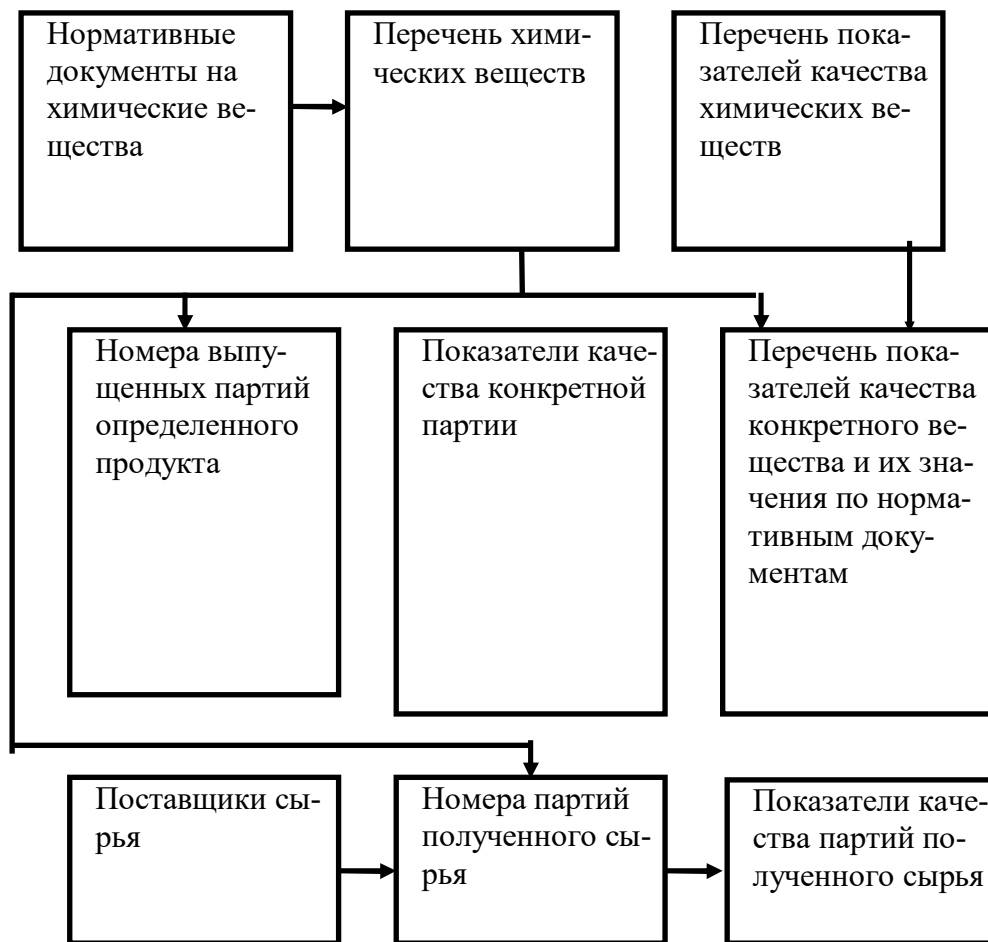 Нормативные
документы на
химические ве-
щества
Перечень хими-
ческих веществ
Перечень пока-
зателей качества
химических ве-
ществ
Номера выпу-
щенных партий
определенного
продукта
Показатели каче-
ства конкретной
партии
Перечень пока-
зателей качества
конкретного ве-
щества и их зна-
чения по норма-
тивным доку-
ментам
Поставщики сы-
рья
Номера партий
полученного сы-
рья
Показатели каче-
ства партий по-
лученного сырья